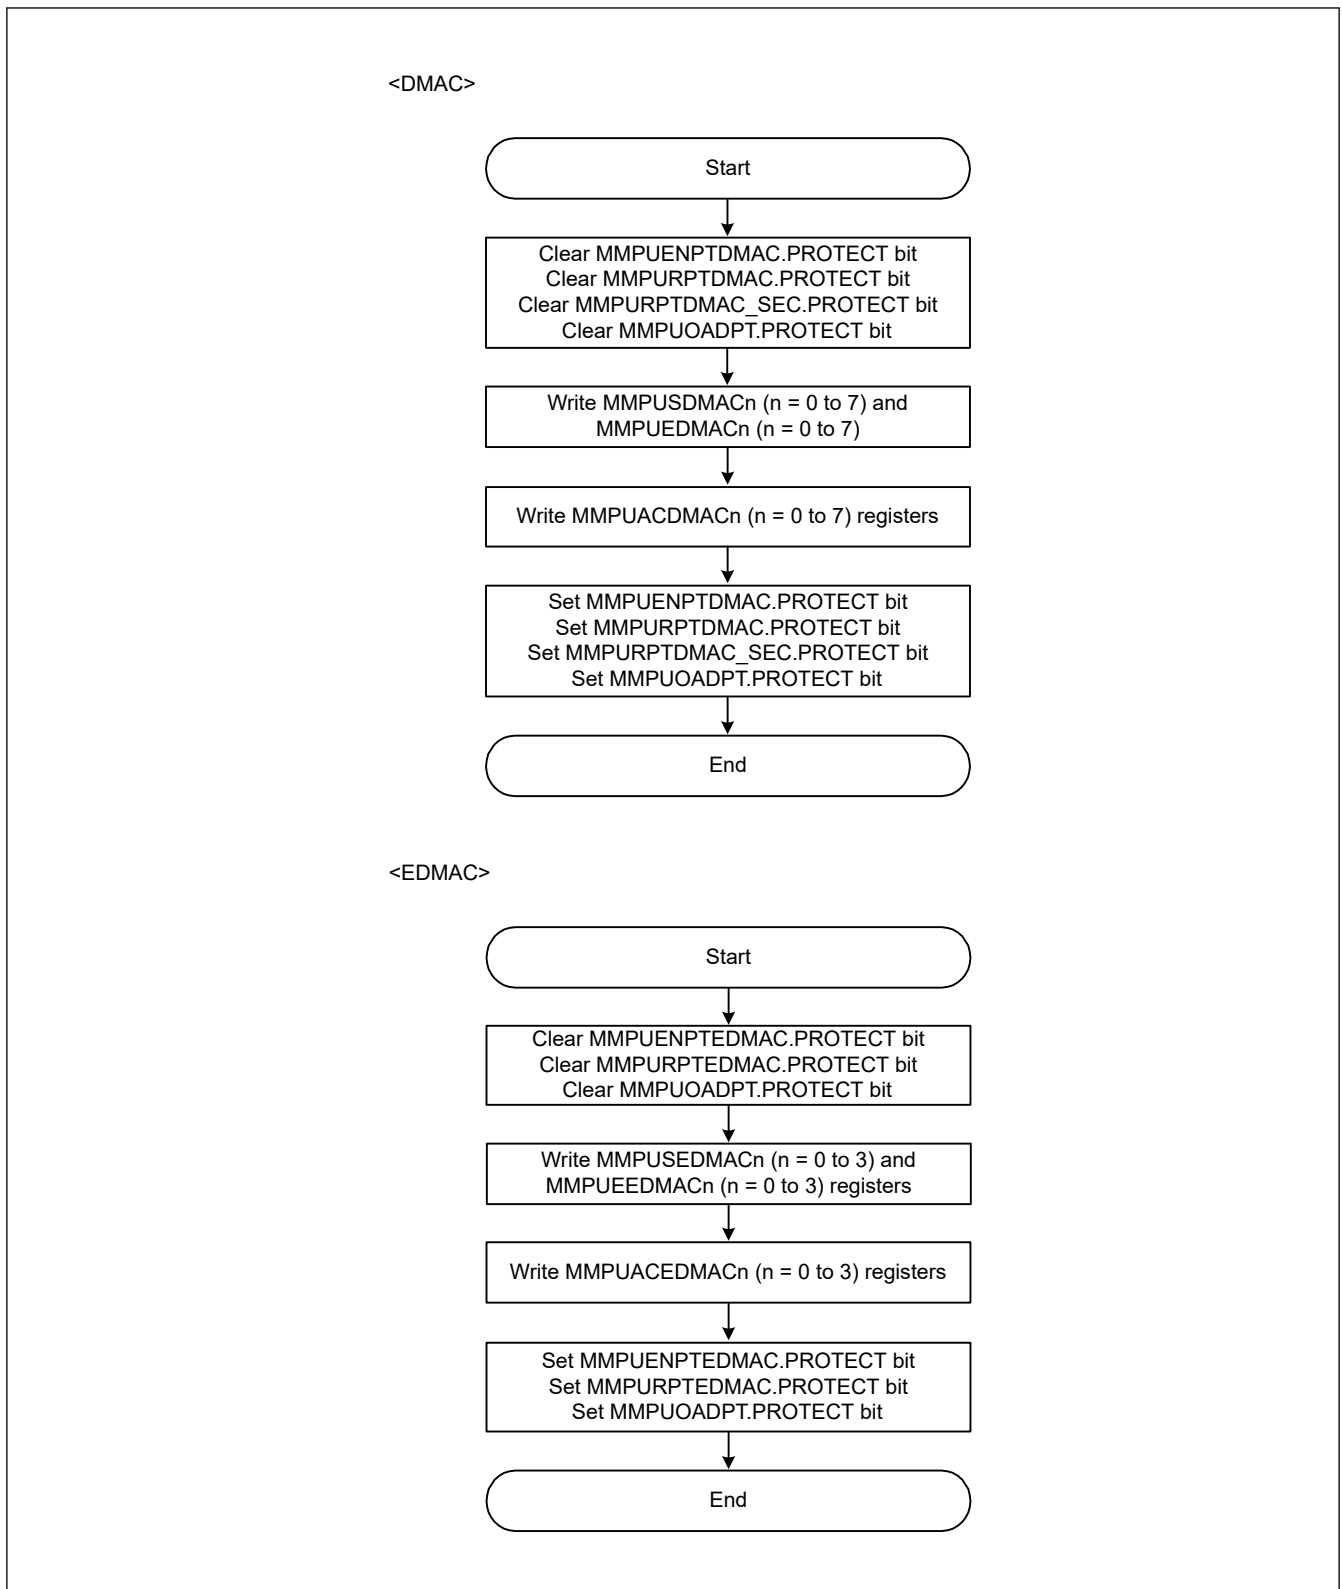 <DMAC>
Start
Clear MMPUENPTDMAC.PROTECT bit
Clear MMPURPTDMAC.PROTECT bit
Clear MMPURPTDMAC_SEC.PROTECT bit
Clear MMPUOADPT.PROTECT bit
Write MMPUSDMACn (n = 0 to 7) and
MMPUEDMACn (n = 0 to 7)
Write MMPUACDMACn (n = 0 to 7) registers
Set MMPUENPTDMAC.PROTECT bit
Set MMPURPTDMAC.PROTECT bit
Set MMPURPTDMAC_SEC.PROTECT bit
Set MMPUOADPT.PROTECT bit
End
<EDMAC>
Start
Clear MMPUENPTEDMAC.PROTECT bit
Clear MMPURPTEDMAC.PROTECT bit
Clear MMPUOADPT.PROTECT bit
Write MMPUSEDMACn (n = 0 to 3) and
MMPUEEDMACn (n = 0 to 3) registers
Write MMPUACEDMACn (n = 0 to 3) registers
Set MMPUENPTEDMAC.PROTECT bit
Set MMPURPTEDMAC.PROTECT bit
Set MMPUOADPT.PROTECT bit
End